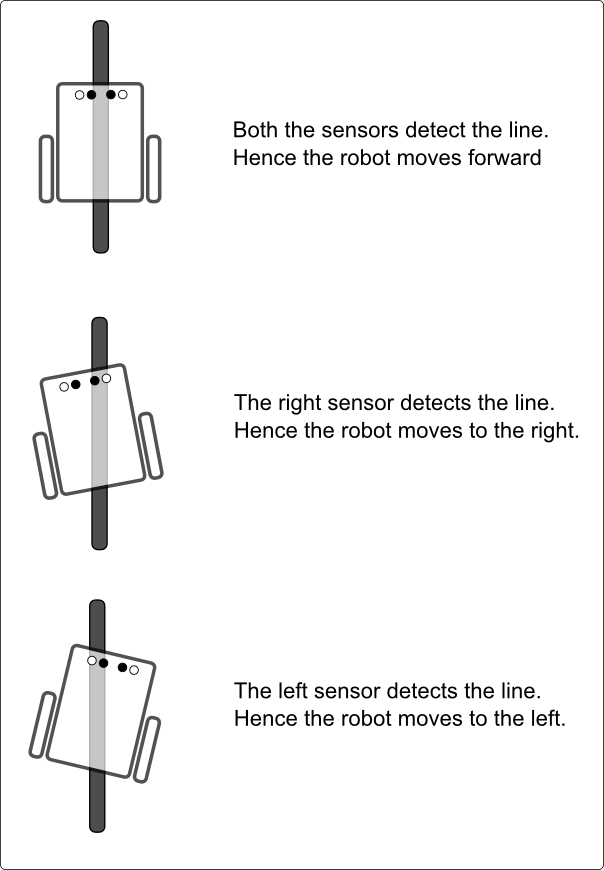 Both the sensors detect the line.
Hence the robot moves forward
The right sensor detects the line.
Hence the robot moves to the right.
The left sensor detects the line.
Hence the robot moves to the left.